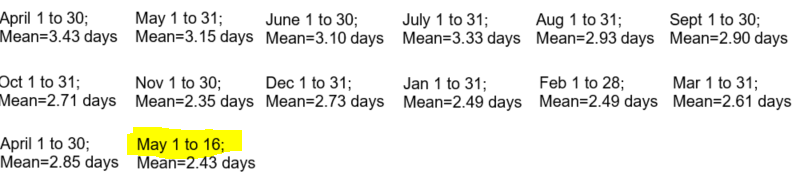 April 1 to 30; May 1 to 31; June 1 to 30; July 1 to 31; Aug 1 to 31; Sept 1 to 30;
Mean=3.43 days Mean=3.15 days Mean=3.10 days Mean=3.33 days Mean=2.93 days Mean=2.90 days
Oct 1 to 31; Nov 1 to 30; Dec 1 to 31; Jan 1 to 31; Feb 1 to 28; Mar 1 to 31;
Mean=2.71 days Mean=2.35 days Mean=2.73 days Mean=2.49 days Mean=2.49 days Mean=2.61 days
April 1 to 30; May 1 to 16;
Mean=2.85 days Mean=2.43 days